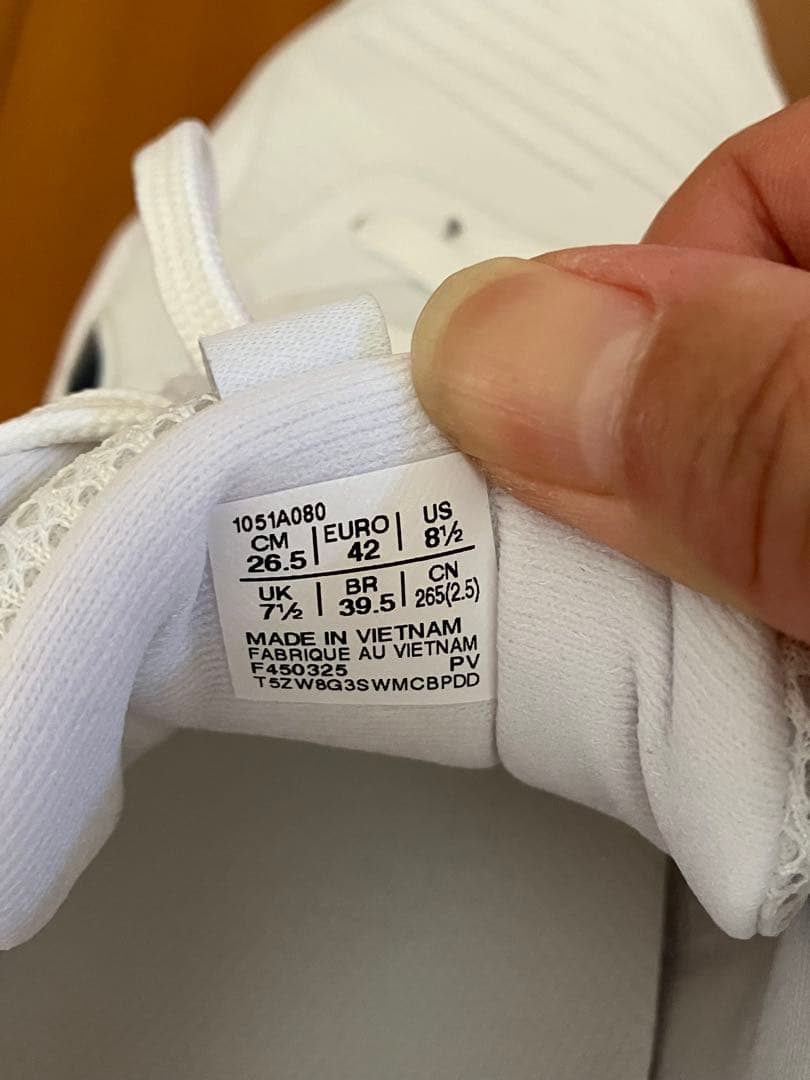 1051A080
CM | EURO | US
26.5 | 42 | 8½
UK | BR | CN
7½ | 39.5 | 265(2.5)
MADE IN VIETNAM
FABRIQUE AU VIETNAM
F450325 PV
T5ZW8G3SWMCBPDD